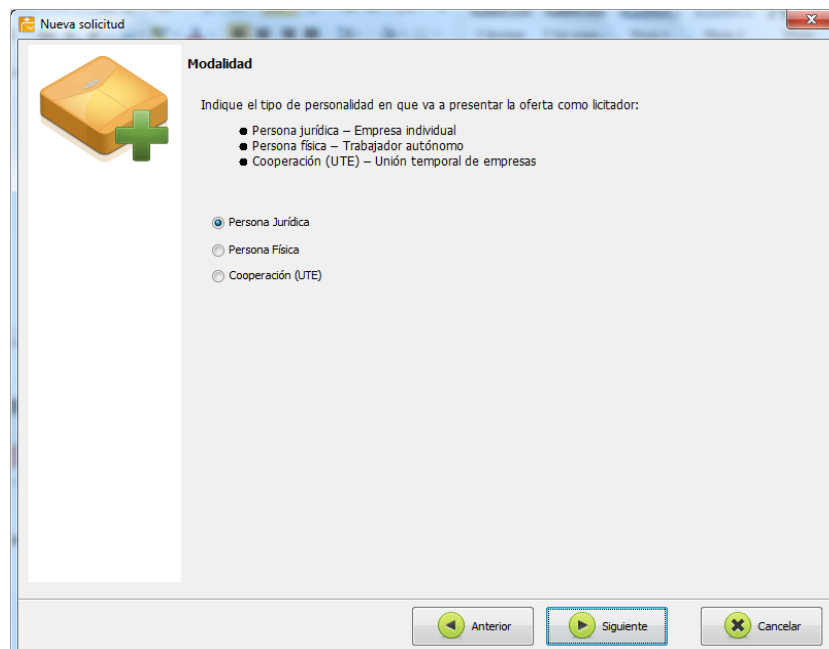 Nueva solicitud
Modalidad
Indique el tipo de personalidad en que va a presentar la oferta como licitador:
● Persona jurídica – Empresa individual
● Persona física – Trabajador autónomo
● Cooperación (UTE) – Unión temporal de empresas
Persona Jurídica
Persona Física
Cooperación (UTE)
Anterior Siguiente Cancelar